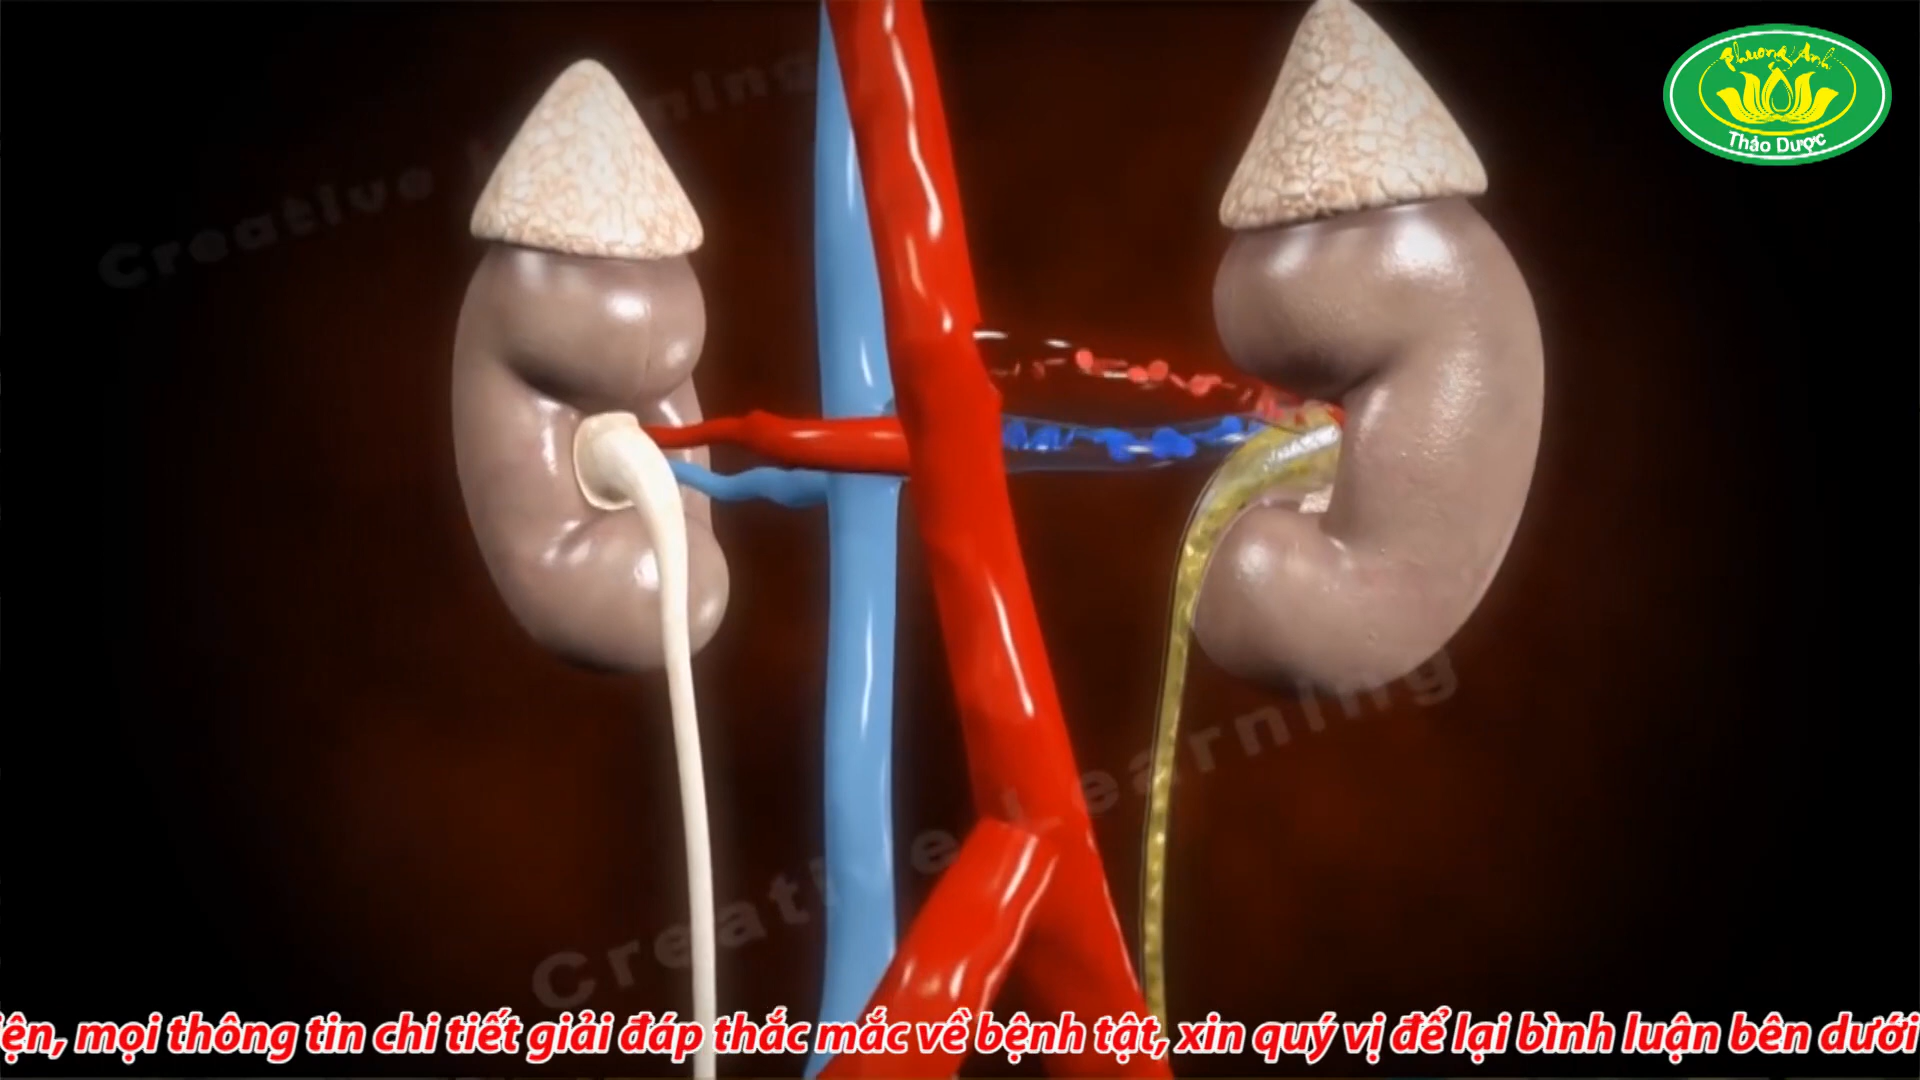 Creative Learning
Phương Anh
Thảo Dược
Creative Learning
ện, mọi thông tin chi tiết giải đáp thắc mắc về bệnh tật, xin quý vị để lại bình luận bên dưới